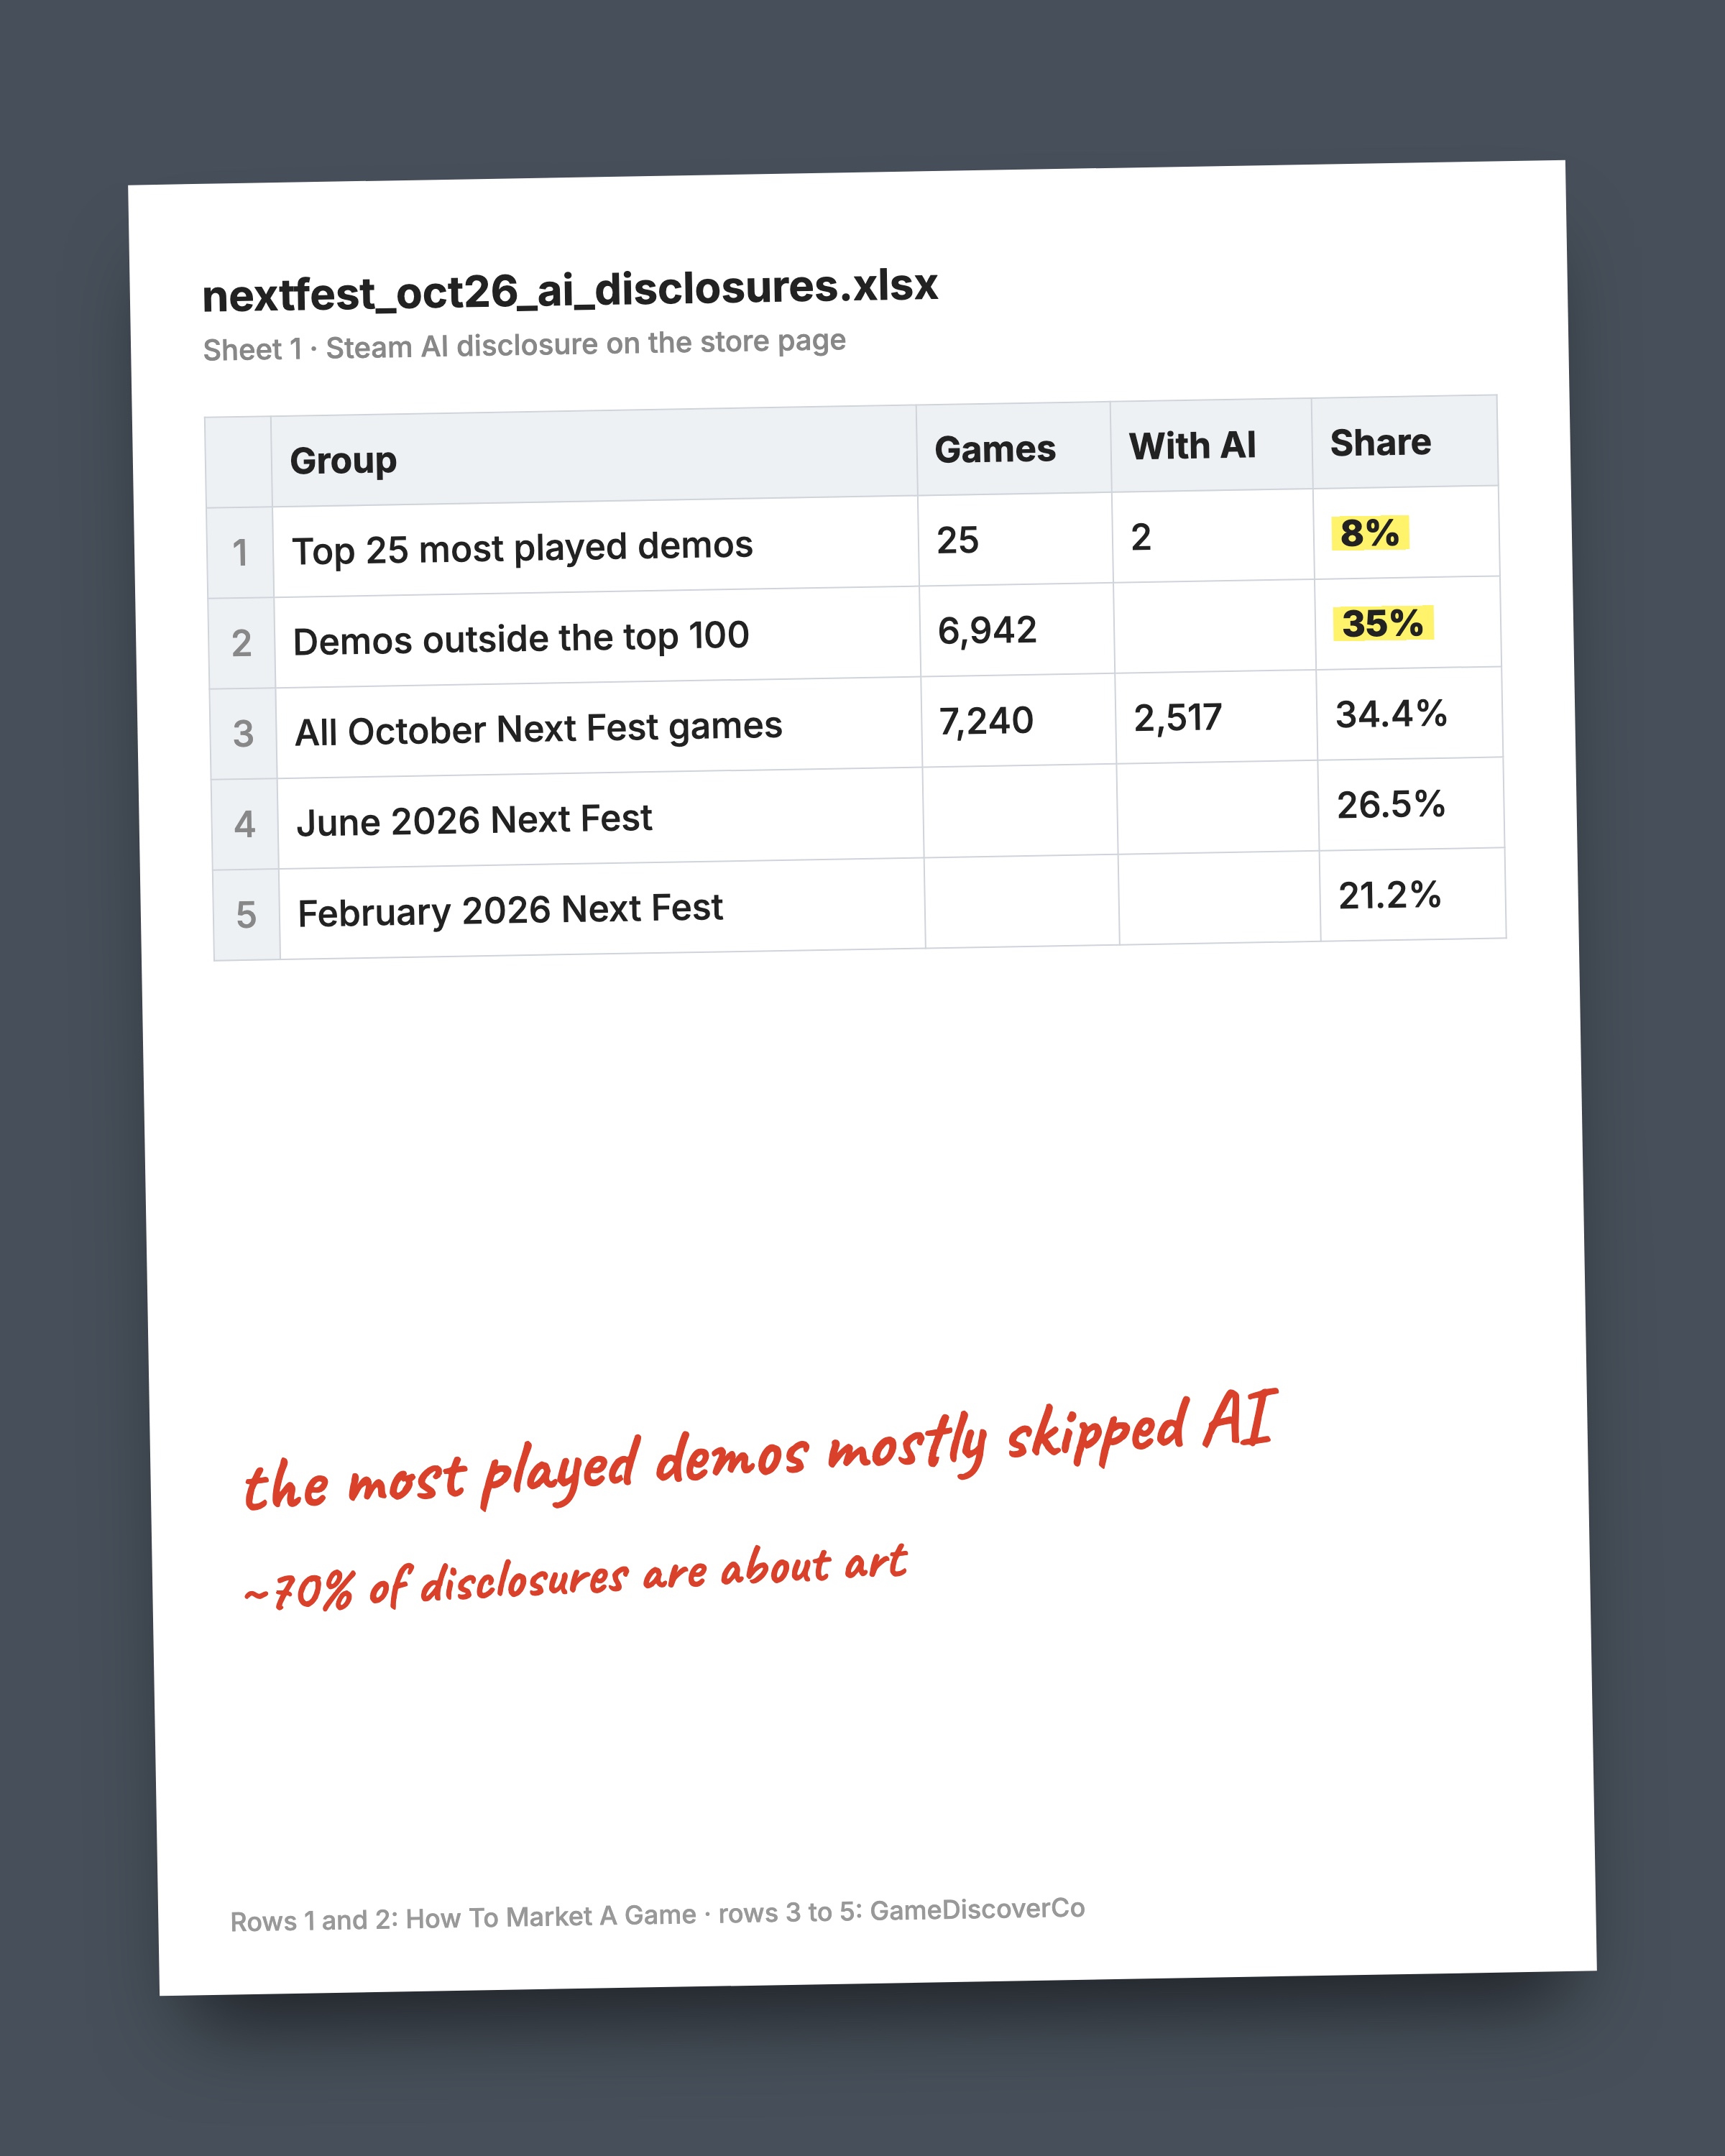 nextfest_oct26_ai_disclosures.xlsx
Sheet 1 · Steam AI disclosure on the store page
Group Games With AI Share
1 Top 25 most played demos 25 2 8%
2 Demos outside the top 100 6,942 35%
3 All October Next Fest games 7,240 2,517 34.4%
4 June 2026 Next Fest 26.5%
5 February 2026 Next Fest 21.2%
the most played demos mostly skipped AI
~70% of disclosures are about art
Rows 1 and 2: How To Market A Game · rows 3 to 5: GameDiscoverCo